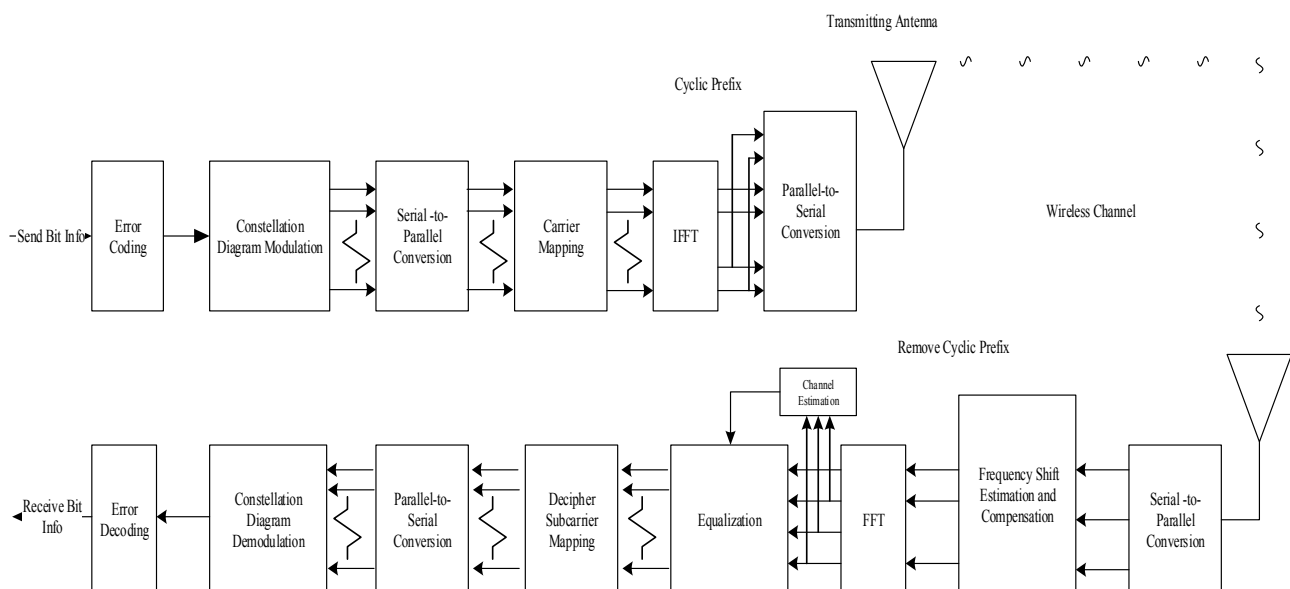 Transmitting Antenna
Cyclic Prefix
Send Bit Info
Error
Coding
Constellation
Diagram Modulation
Serial -to-
Parallel
Conversion
Carrier
Mapping
IFFT
Parallel-to-
Serial
Conversion
Wireless Channel
Remove Cyclic Prefix
Channel
Estimation
Receive Bit
Info
Error
Decoding
Constellation
Diagram
Demodulation
Parallel-to-
Serial
Conversion
Decipher
Subcarrier
Mapping
Equalization
FFT
Frequency Shift
Estimation and
Compensation
Serial -to-
Parallel
Conversion